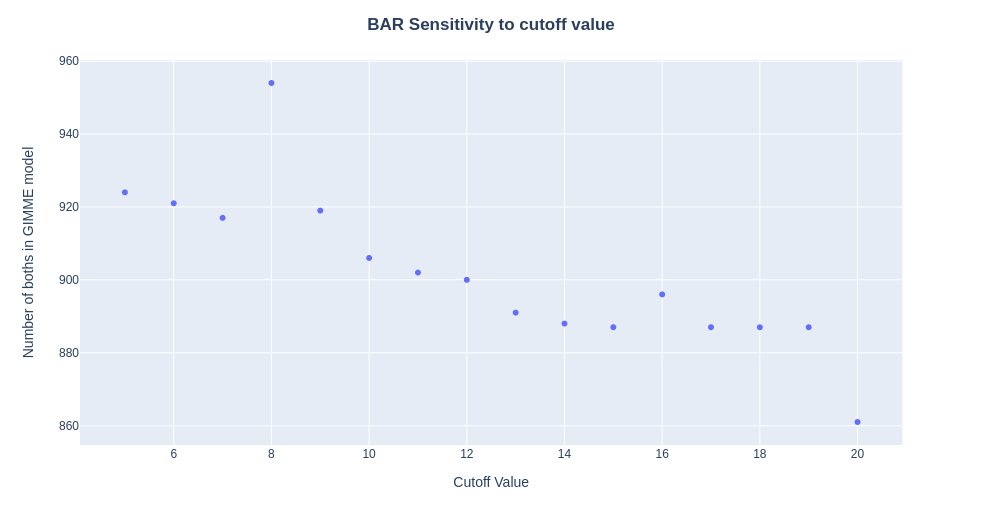 BAR Sensitivity to cutoff value
Number of boths in GIMME model
960
940
920
900
880
860
6 8 10 12 14 16 18 20
Cutoff Value